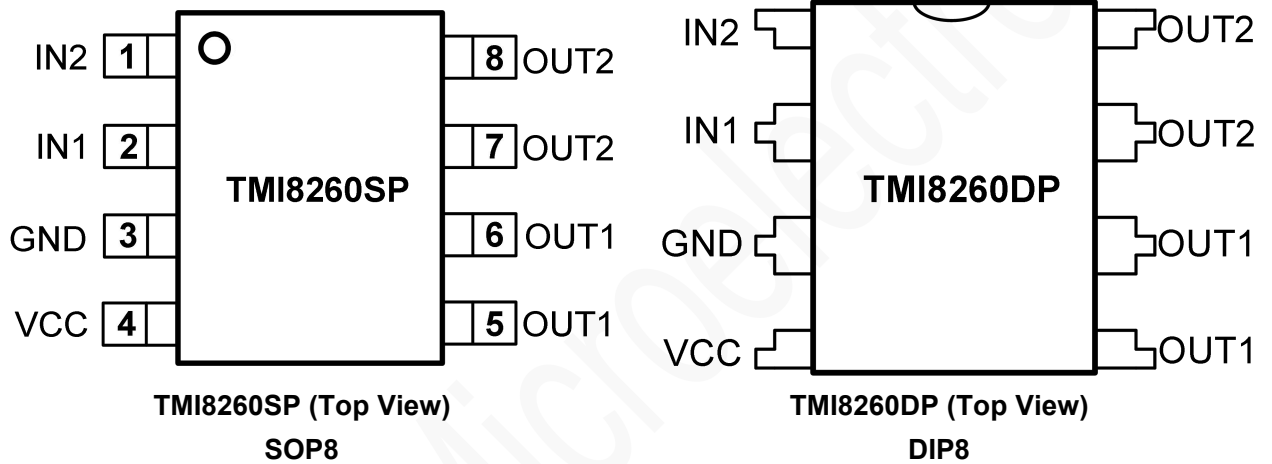 IN2 1 8 OUT2
IN1 2 7 OUT2
TMI8260SP
GND 3 6 OUT1
VCC 4 5 OUT1
TMI8260SP (Top View)
SOP8
IN2 OUT2
IN1 OUT2
TMI8260DP
GND OUT1
VCC OUT1
TMI8260DP (Top View)
DIP8
Microelectro